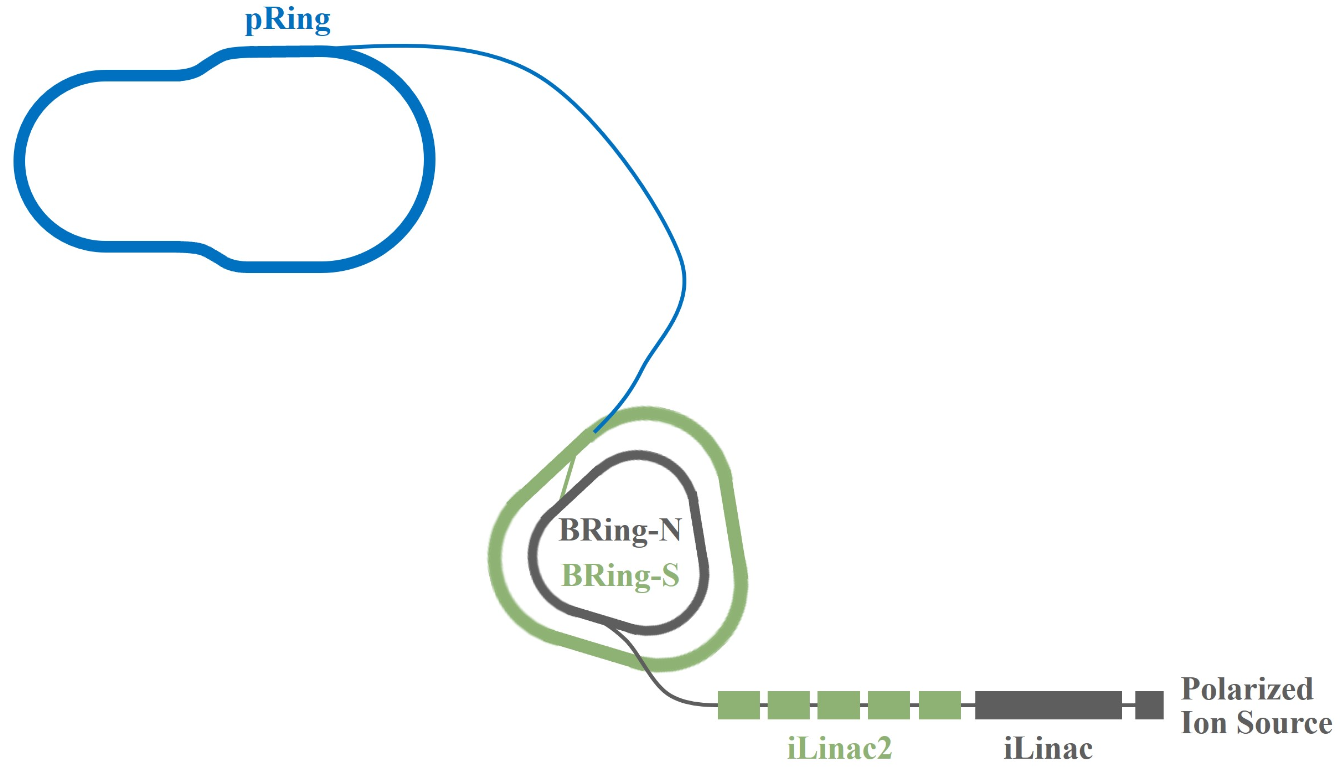 pRing
BRing-N
BRing-S
Polarized
Ion Source
iLinac2
iLinac